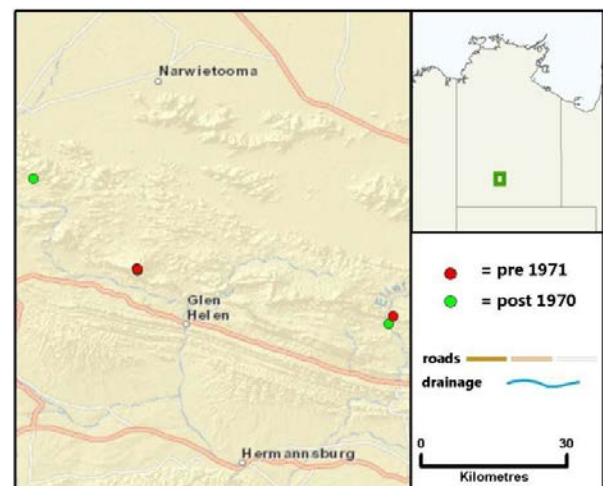 Narwietooma
Glen
Helen
Hermannsburg
= pre 1971
= post 1970
roads
drainage
0 30
Kilometres